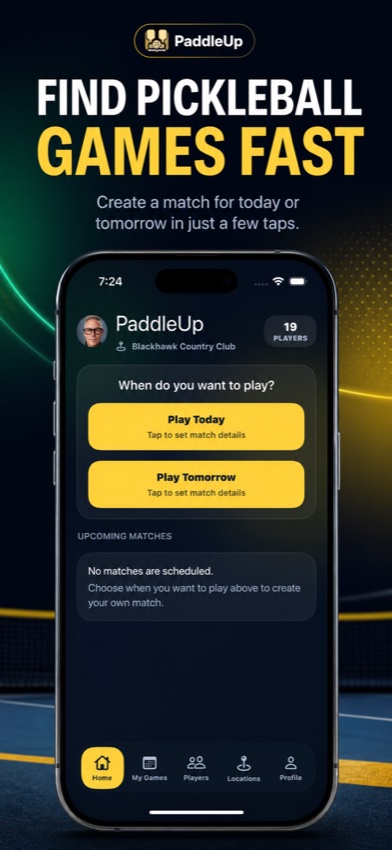 PaddleUp
FIND PICKLEBALL
GAMES FAST
Create a match for today or
tomorrow in just a few taps.
7:24
PaddleUp
Blackhawk Country Club
19
PLAYERS
When do you want to play?
Play Today
Tap to set match details
Play Tomorrow
Tap to set match details
UPCOMING MATCHES
No matches are scheduled.
Choose when you want to play above to create
your own match.
Home
My Games
Players
Locations
Profile